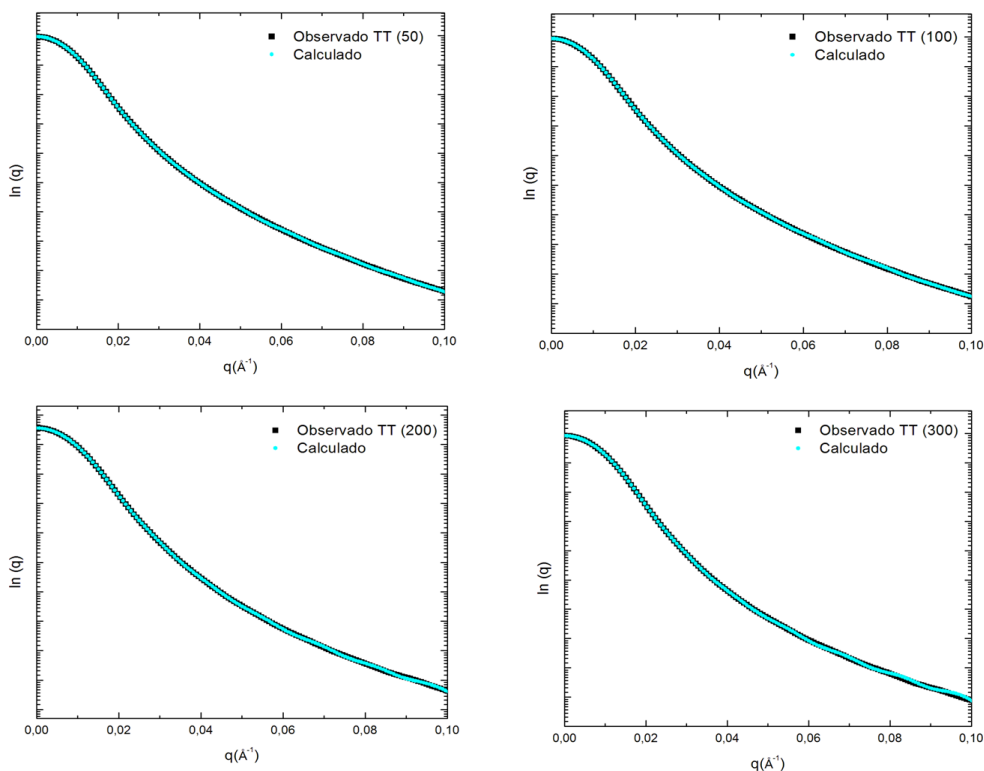 Observado TT (50)
Calculado
ln (q)
0,00 0,02 0,04 0,06 0,08 0,10
q(Å⁻¹)
Observado TT (100)
Calculado
ln (q)
0,00 0,02 0,04 0,06 0,08 0,10
q(Å⁻¹)
Observado TT (200)
Calculado
ln (q)
0,00 0,02 0,04 0,06 0,08 0,10
q(Å⁻¹)
Observado TT (300)
Calculado
ln (q)
0,00 0,02 0,04 0,06 0,08 0,10
q(Å⁻¹)